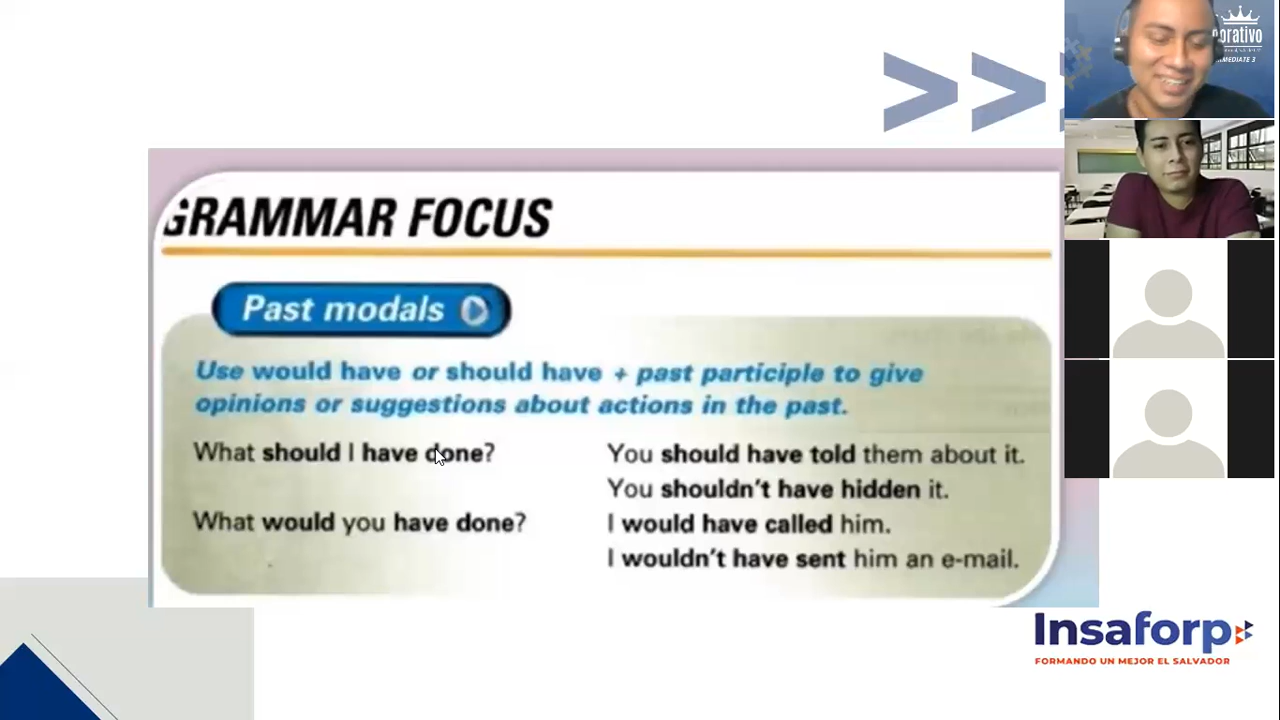 GRAMMAR FOCUS
Past modals
Use would have or should have + past participle to give
opinions or suggestions about actions in the past.
What should I have done?
You should have told them about it.
You shouldn't have hidden it.
What would you have done?
I would have called him.
I wouldn't have sent him an e-mail.
Insaforp
FORMANDO UN MEJOR EL SALVADOR